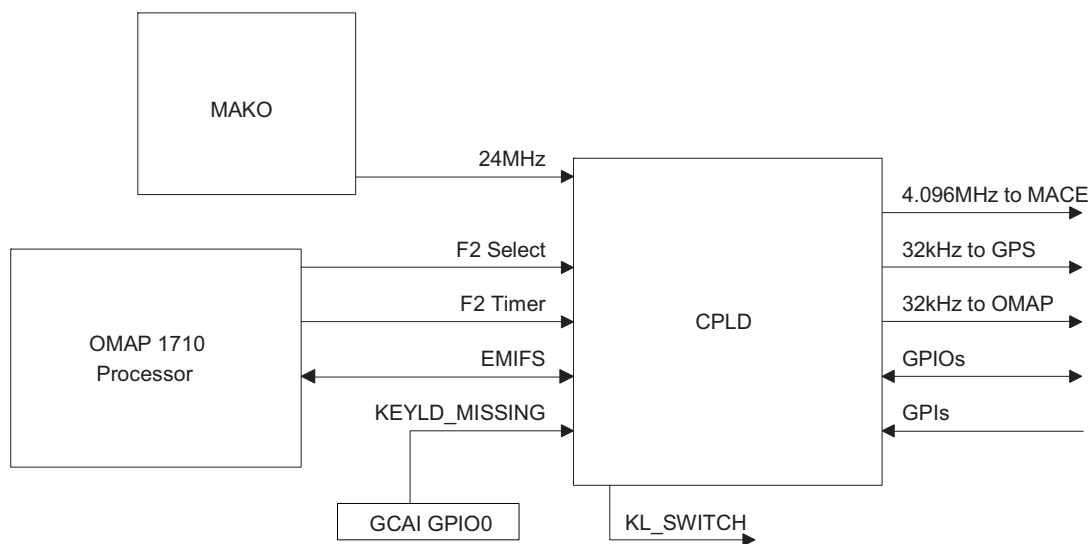 MAKO
24MHz
4.096MHz to MACE
F2 Select
32kHz to GPS
F2 Timer
32kHz to OMAP
CPLD
OMAP 1710
Processor
EMIFS
GPIOs
KEYLD_MISSING
GPIs
GCAI GPIO0
KL_SWITCH